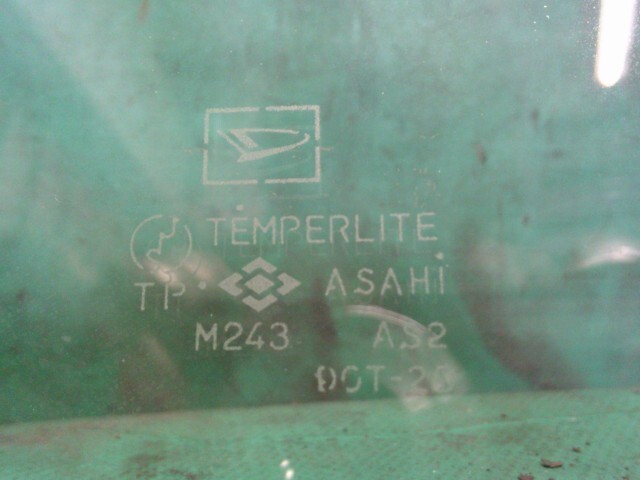 TEMPERLITE
TP ASAHI
M243 AS2
DOT-20